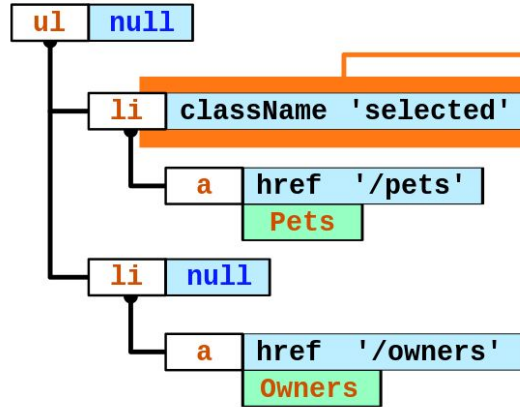 ul null
li className 'selected'
a href '/pets'
Pets
li null
a href '/owners'
Owners